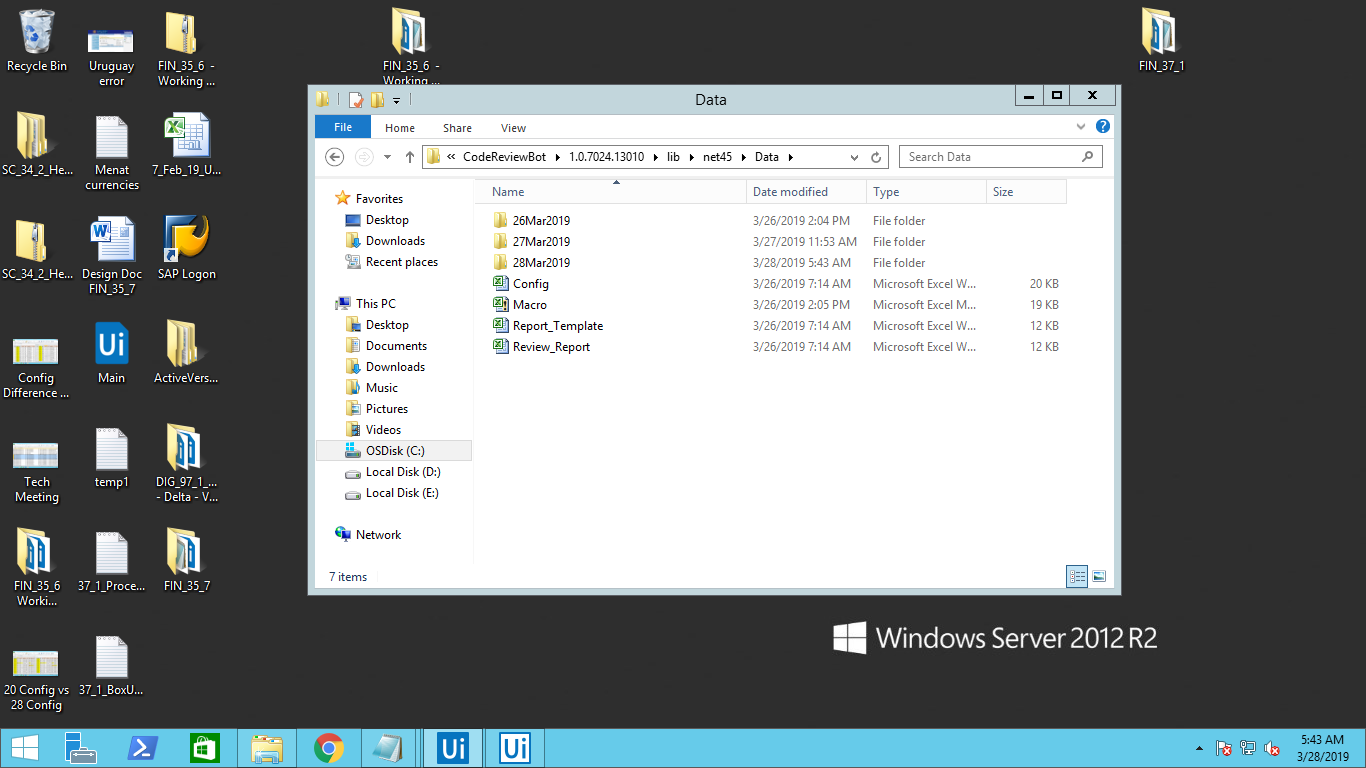 Recycle Bin
Uruguay
error
FIN_35_6 -
Working ...
FIN_35_6 -
Working ...
FIN_37_1
SC_34_2_He...
Menat
currencies
7_Feb_19_U...
SC_34_2_He...
Design Doc
FIN_35_7
SAP Logon
Config
Difference ...
Ui
Main
ActiveVers...
Tech
Meeting
temp1
DIG_97_1_...
- Delta - V...
FIN_35_6
Worki...
37_1_Proce...
FIN_35_7
20 Config vs
28 Config
37_1_BoxU...
Data
File
Home
Share
View
« CodeReviewBot
1.0.7024.13010
lib
net45
Data
Search Data
Favorites
Desktop
Downloads
Recent places
This PC
Desktop
Documents
Downloads
Music
Pictures
Videos
OSDisk (C:)
Local Disk (D:)
Local Disk (E:)
Network
Name Date modified Type Size
26Mar2019 3/26/2019 2:04 PM File folder
27Mar2019 3/27/2019 11:53 AM File folder
28Mar2019 3/28/2019 5:43 AM File folder
Config 3/26/2019 7:14 AM Microsoft Excel W... 20 KB
Macro 3/26/2019 2:05 PM Microsoft Excel M... 19 KB
Report_Template 3/26/2019 7:14 AM Microsoft Excel W... 12 KB
Review_Report 3/26/2019 7:14 AM Microsoft Excel W... 12 KB
7 items
Windows Server 2012 R2
Ui
Ui
5:43 AM
3/28/2019